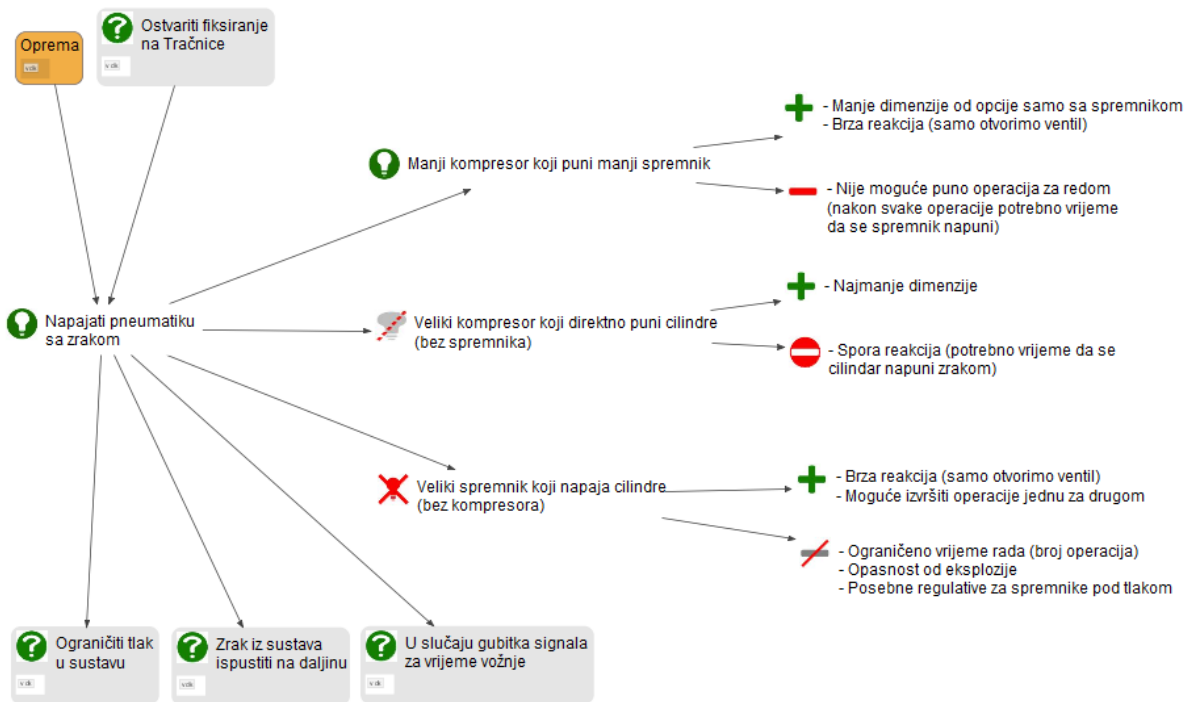 Oprema
v.dk
Ostvariti fiksiranje
na Tračnice
v.dk
Manji kompresor koji puni manji spremnik
- Manje dimenzije od opcije samo sa spremnikom
- Brza reakcija (samo otvorimo ventil)
- Nije moguće puno operacija za redom
(nakon svake operacije potrebno vrijeme
da se spremnik napuni)
Napajati pneumatiku
sa zrakom
Veliki kompresor koji direktno puni cilindre
(bez spremnika)
- Najmanje dimenzije
- Spora reakcija (potrebno vrijeme da se
cilindar napuni zrakom)
Veliki spremnik koji napaja cilindre
(bez kompresora)
- Brza reakcija (samo otvorimo ventil)
- Moguće izvršiti operacije jednu za drugom
- Ograničeno vrijeme rada (broj operacija)
- Opasnost od eksplozije
- Posebne regulative za spremnike pod tlakom
Ograničiti tlak
u sustavu
v.dk
Zrak iz sustava
ispustiti na daljinu
v.dk
U slučaju gubitka signala
za vrijeme vožnje
v.dk